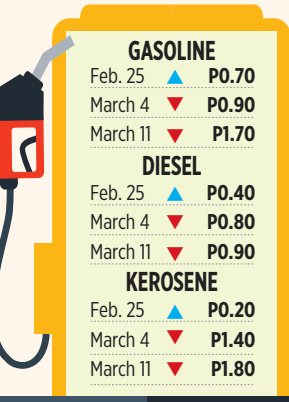 GASOLINE
Feb. 25 ▲ P0.70
March 4 ▼ P0.90
March 11 ▼ P1.70
DIESEL
Feb. 25 ▲ P0.40
March 4 ▼ P0.80
March 11 ▼ P0.90
KEROSENE
Feb. 25 ▲ P0.20
March 4 ▼ P1.40
March 11 ▼ P1.80